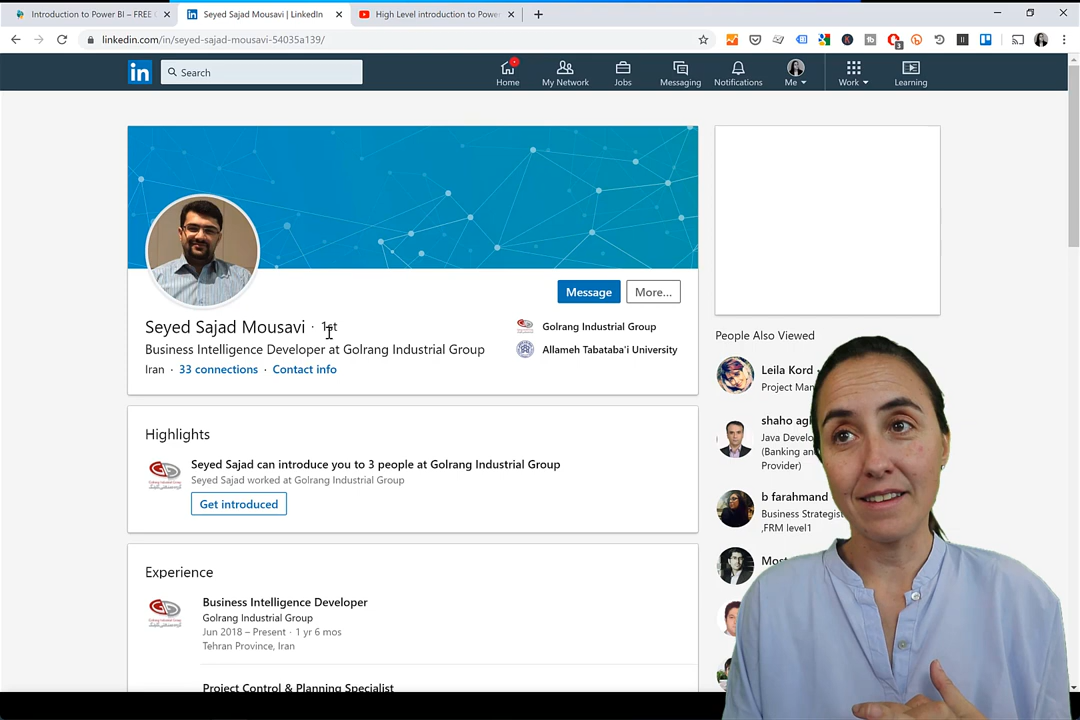 Introduction to Power BI – FREE
Seyed Sajad Mousavi | LinkedIn
High Level introduction to Power
linkedin.com/in/seyed-sajad-mousavi-54035a139/
3
in
Search
Home
My Network
Jobs
Messaging
Notifications
Me
Work
Learning
Message
More...
Seyed Sajad Mousavi · 1st
Business Intelligence Developer at Golrang Industrial Group
Iran · 33 connections · Contact info
Golrang Industrial Group
Allameh Tabataba'i University
Highlights
Seyed Sajad can introduce you to 3 people at Golrang Industrial Group
Seyed Sajad worked at Golrang Industrial Group
Get introduced
Experience
Business Intelligence Developer
Golrang Industrial Group
Jun 2018 – Present · 1 yr 6 mos
Tehran Province, Iran
Project Control & Planning Specialist
People Also Viewed
Leila Kord
Project
shaho
Java
(Banking
Provider)
b farahmand
Business Strategist
,FRM level1